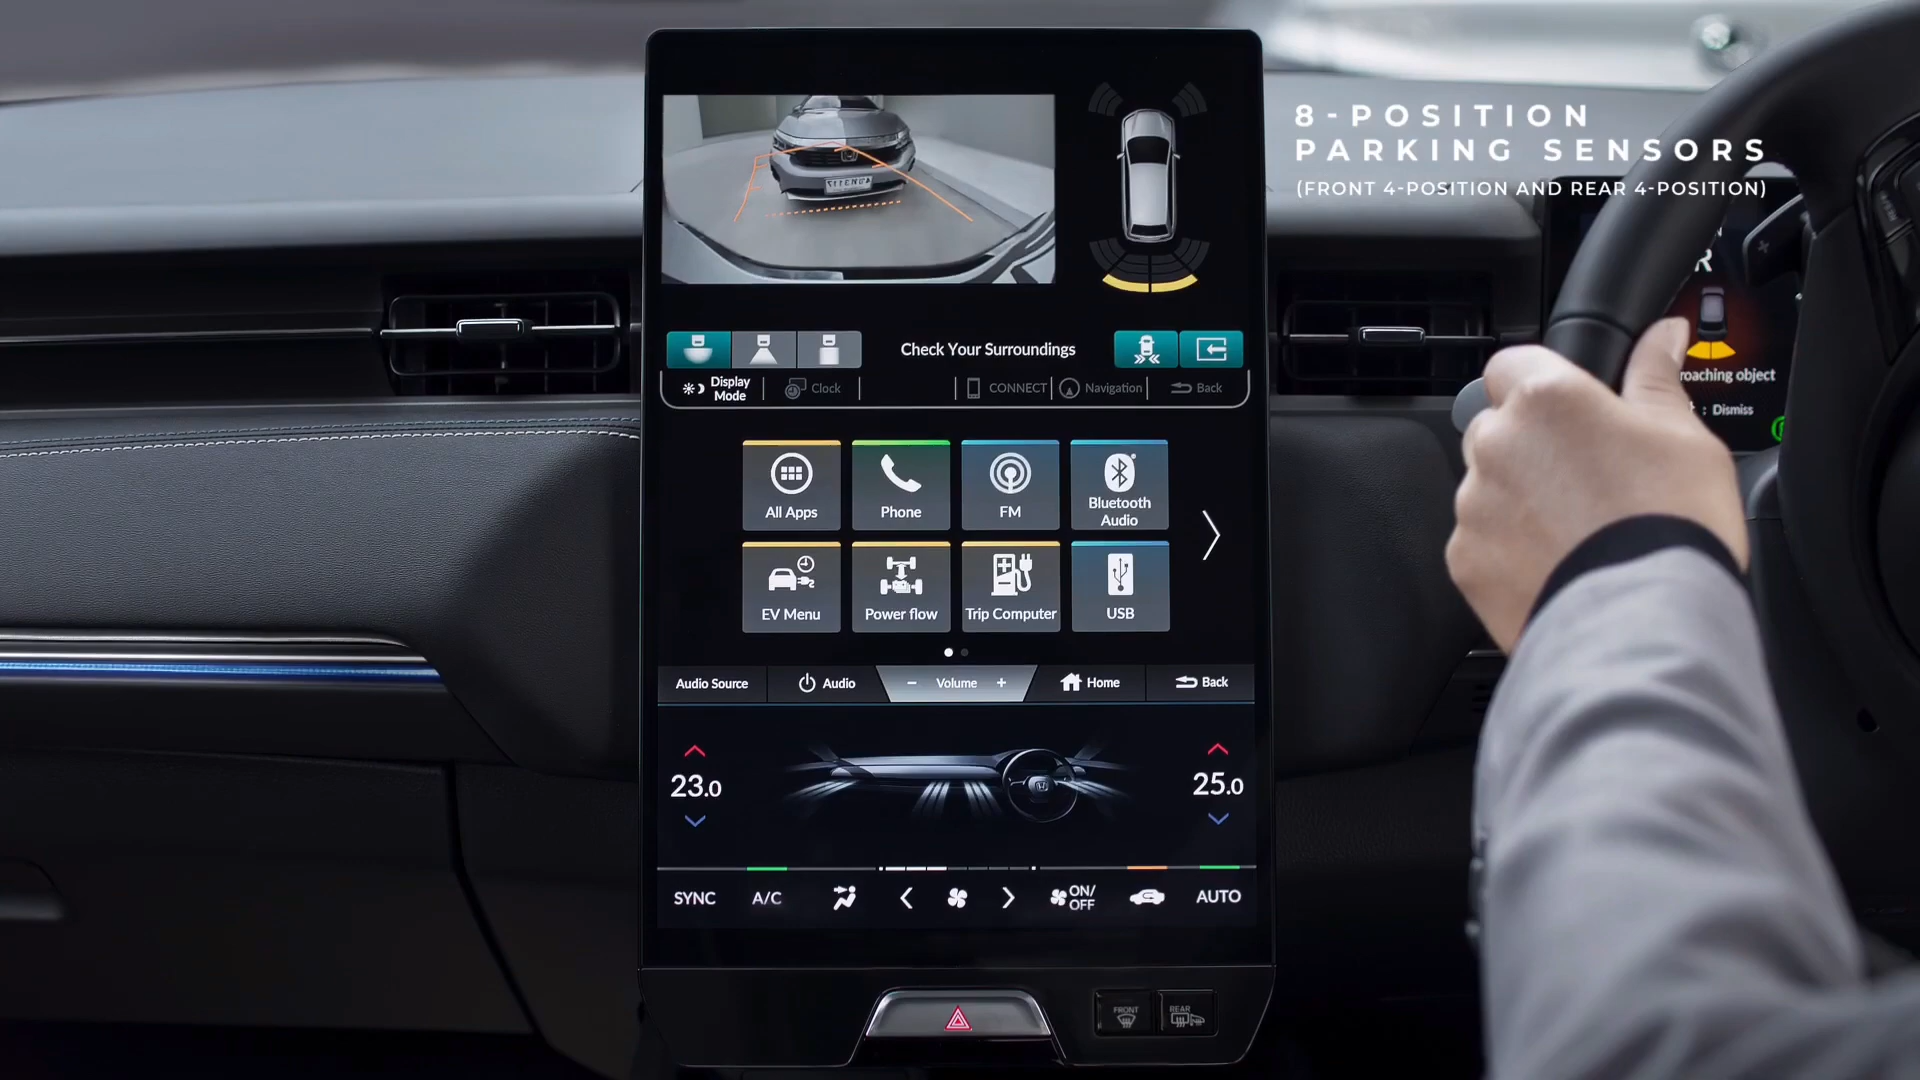 8-POSITION
PARKING SENSORS
(FRONT 4-POSITION AND REAR 4-POSITION)
R
roaching object
: Dismiss
Check Your Surroundings
Display
Mode
Clock
CONNECT
Navigation
Back
All Apps
Phone
FM
Bluetooth
Audio
EV Menu
Power flow
Trip Computer
USB
Audio Source
Audio
− Volume +
Home
Back
23.0
25.0
SYNC
A/C
ON/
OFF
AUTO
FRONT
REAR